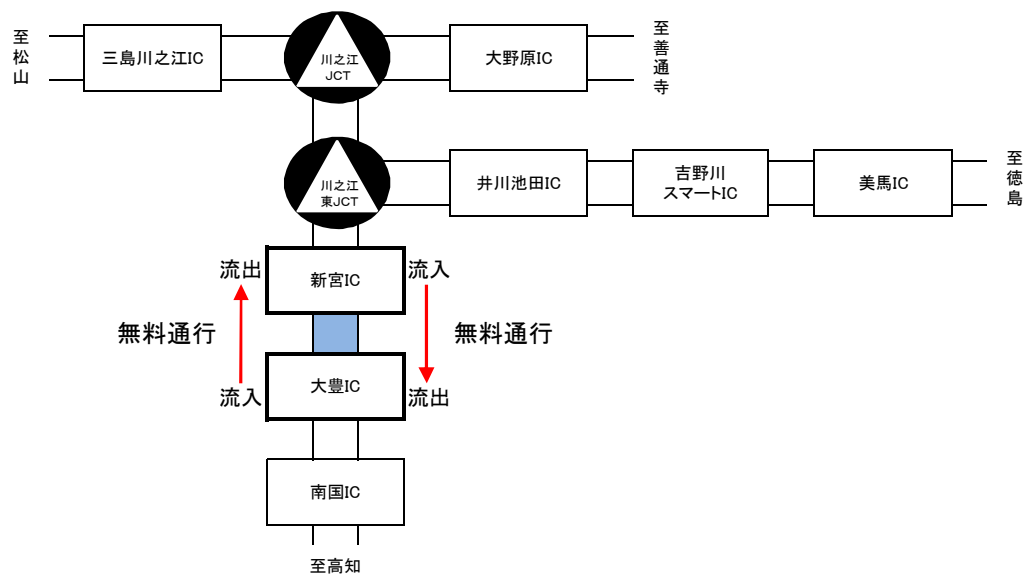 至松山
三島川之江IC
川之江
JCT
大野原IC
至善通寺
川之江
東JCT
井川池田IC
吉野川
スマートIC
美馬IC
至徳島
流出
新宮IC
流入
無料通行
無料通行
流入
大豊IC
流出
南国IC
至高知